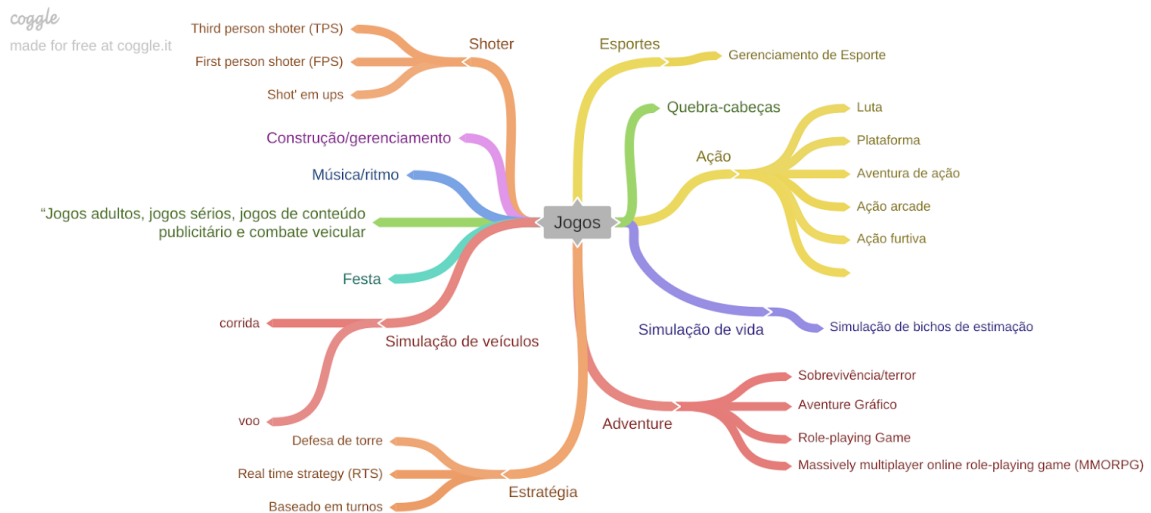 coggle
made for free at coggle.it
Third person shoter (TPS)
First person shoter (FPS)
Shot' em ups
Shoter
Construção/gerenciamento
Música/ritmo
“Jogos adultos, jogos sérios, jogos de conteúdo
publicitário e combate veicular
Festa
corrida
voo
Simulação de veículos
Defesa de torre
Real time strategy (RTS)
Baseado em turnos
Estratégia
Jogos
Esportes
Gerenciamento de Esporte
Quebra-cabeças
Ação
Luta
Plataforma
Aventura de ação
Ação arcade
Ação furtiva
Simulação de vida
Simulação de bichos de estimação
Adventure
Sobrevivência/terror
Aventure Gráfico
Role-playing Game
Massively multiplayer online role-playing game (MMORPG)